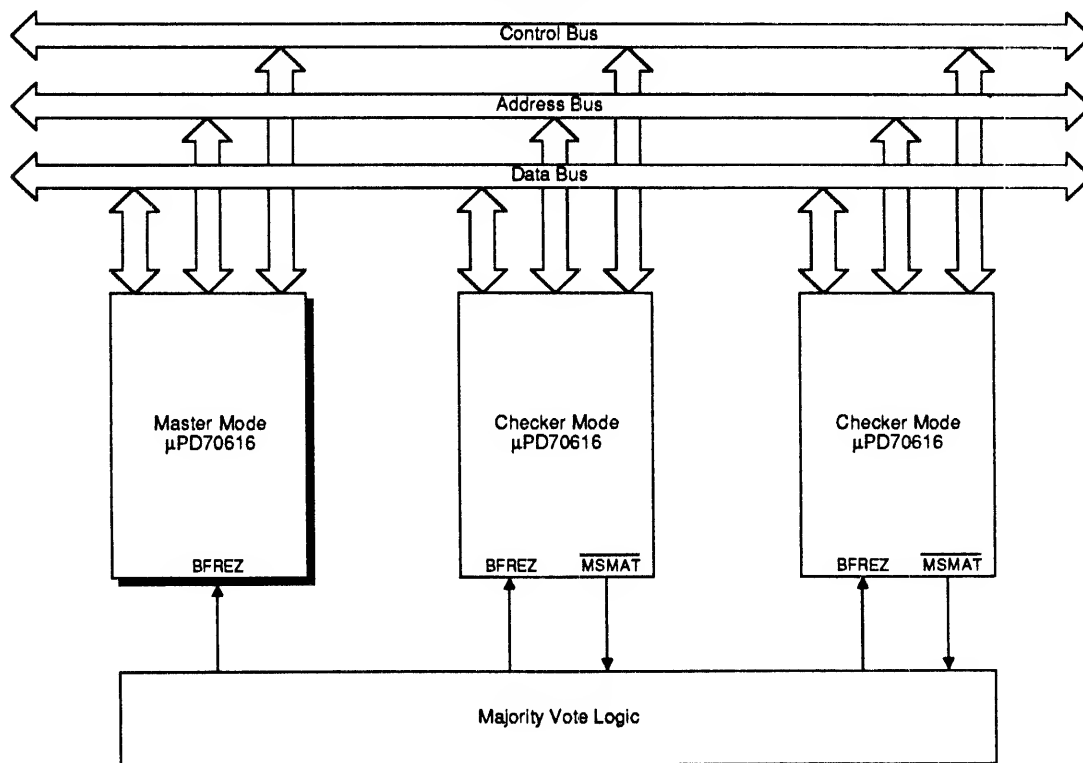 Control Bus
Address Bus
Data Bus
Master Mode
μPD70616
BFREZ
Checker Mode
μPD70616
BFREZ
MSMAT
Checker Mode
μPD70616
BFREZ
MSMAT
Majority Vote Logic